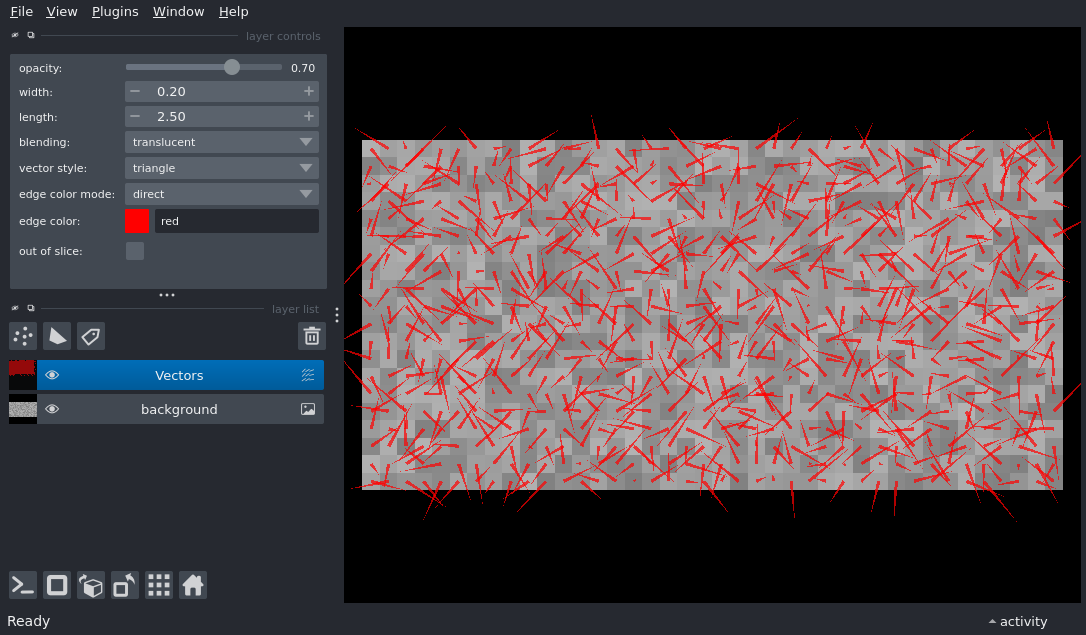 File View Plugins Window Help
layer controls
opacity: 0.70
width: − 0.20 +
length: − 2.50 +
blending: translucent
vector style: triangle
edge color mode: direct
edge color: red
out of slice:
layer list
Vectors
background
Ready
activity